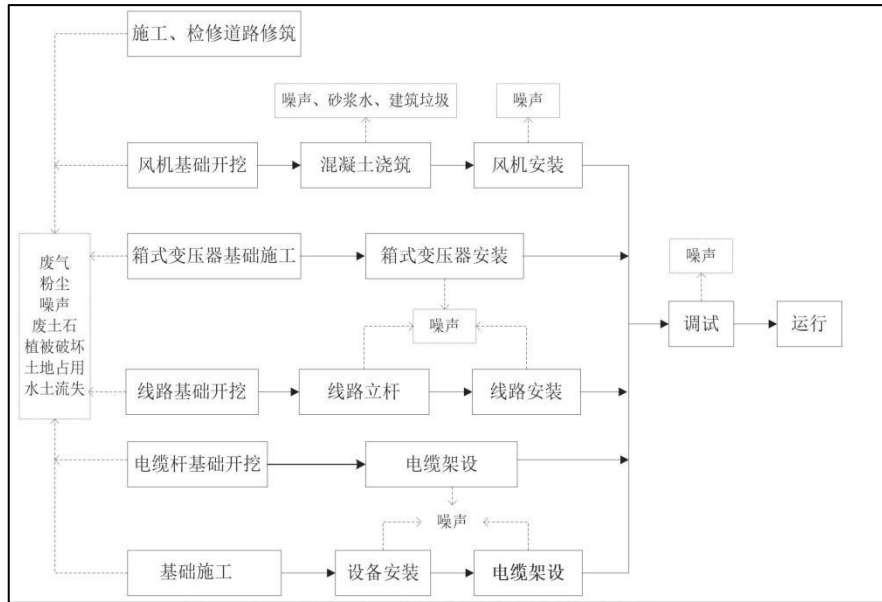 施工、检修道路修筑
噪声、砂浆水、建筑垃圾
噪声
风机基础开挖
混凝土浇筑
风机安装
废气
粉尘
噪声
废土石
植被破坏
土地占用
水土流失
箱式变压器基础施工
箱式变压器安装
噪声
噪声
调试
运行
线路基础开挖
线路立杆
线路安装
电缆杆基础开挖
电缆架设
噪声
基础施工
设备安装
电缆架设